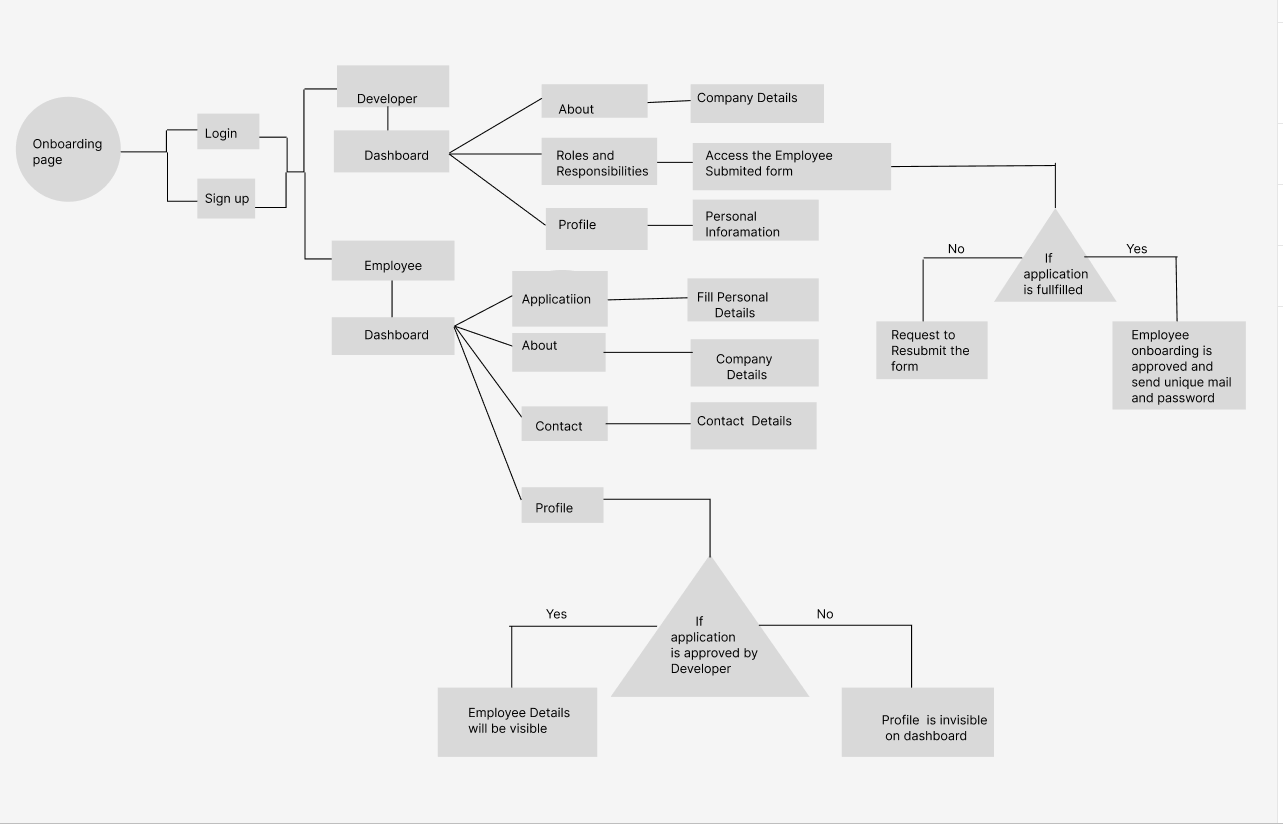 Onboarding
page
Login
Sign up
Developer
Dashboard
About
Company Details
Roles and
Responsibilities
Access the Employee
Submited form
Profile
Personal
Inforamation
If
application
is fullfilled
No
Yes
Request to
Resubmit the
form
Employee
onboarding is
approved and
send unique mail
and password
Employee
Dashboard
Applicatiion
Fill Personal
Details
About
Company
Details
Contact
Contact Details
Profile
If
application
is approved by
Developer
Yes
No
Employee Details
will be visible
Profile is invisible
on dashboard